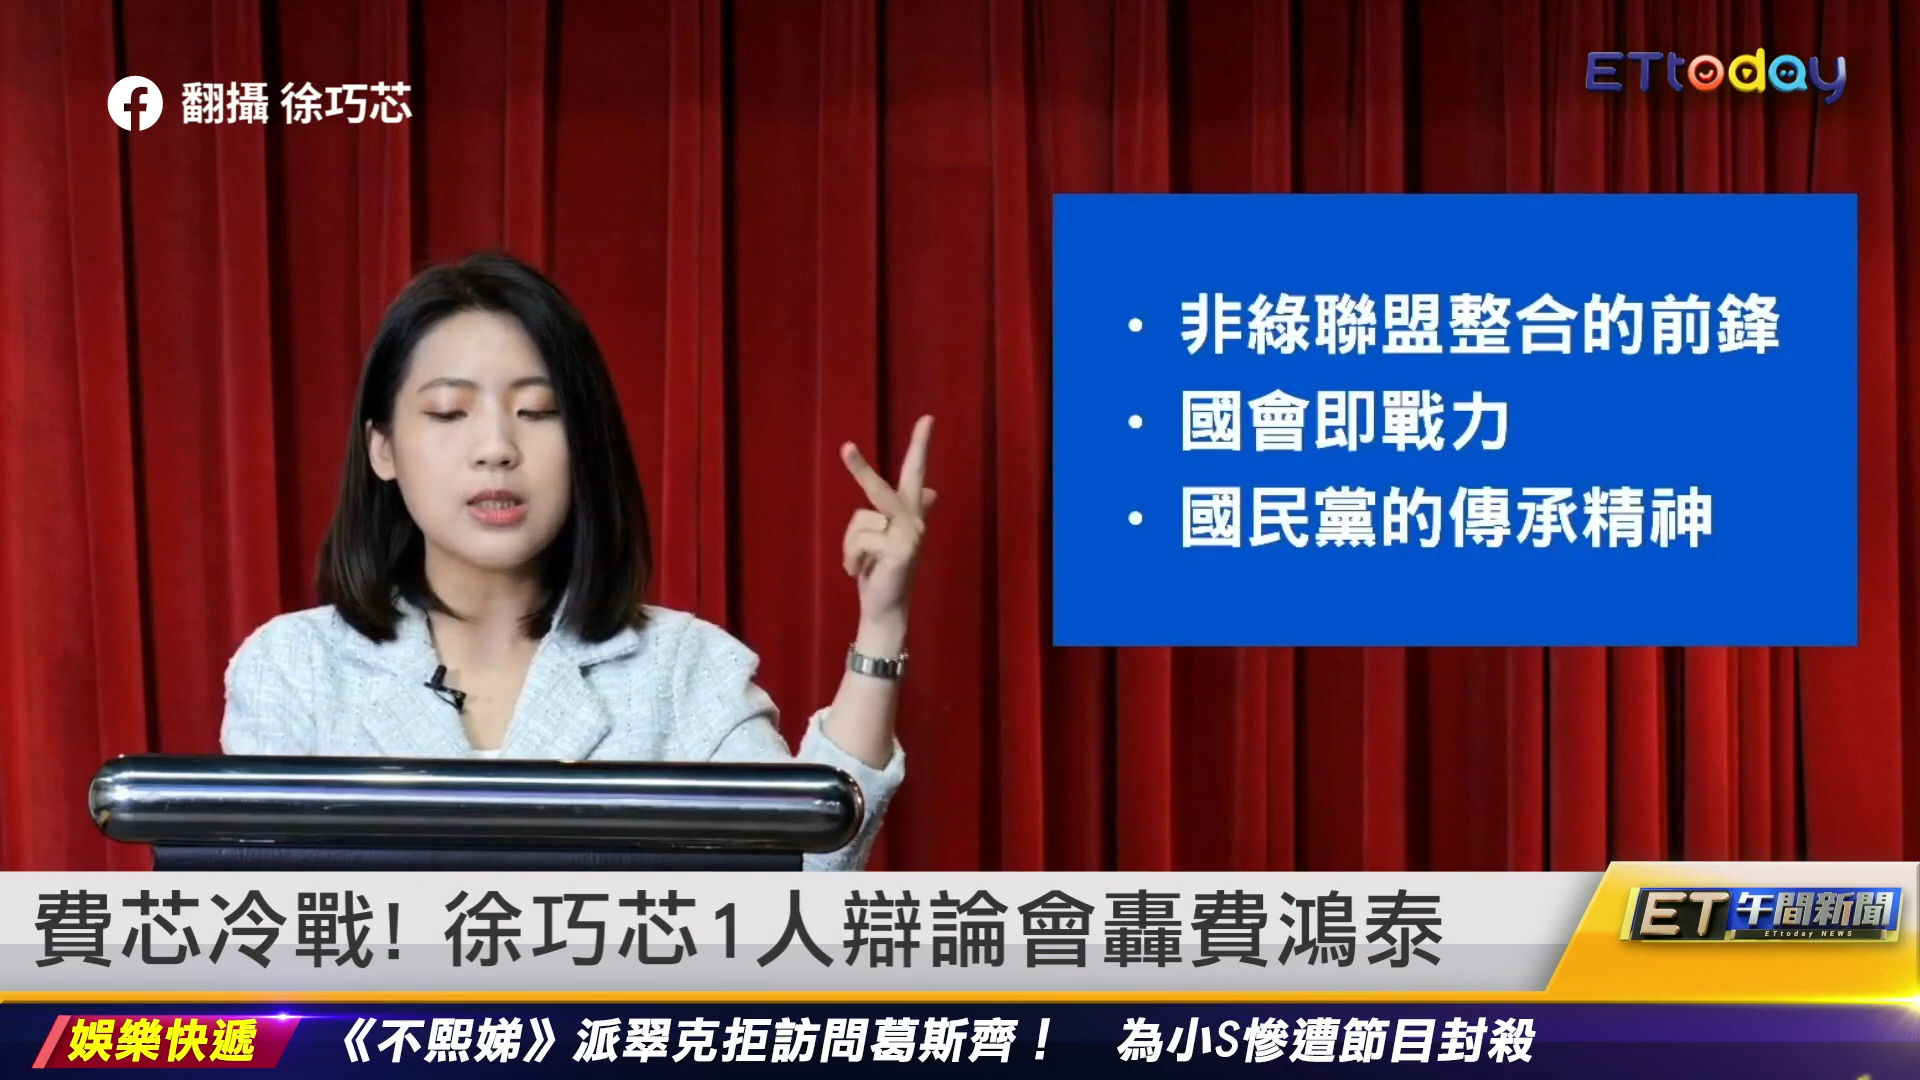 翻攝 徐巧芯
ETtoday
• 非綠聯盟整合的前鋒
• 國會即戰力
• 國民黨的傳承精神
費芯冷戰! 徐巧芯1人辯論會轟費鴻泰
ET午間新聞
ETtoday NEWS
娛樂快遞
《不熙娣》派翠克拒訪問葛斯齊！ 為小S慘遭節目封殺